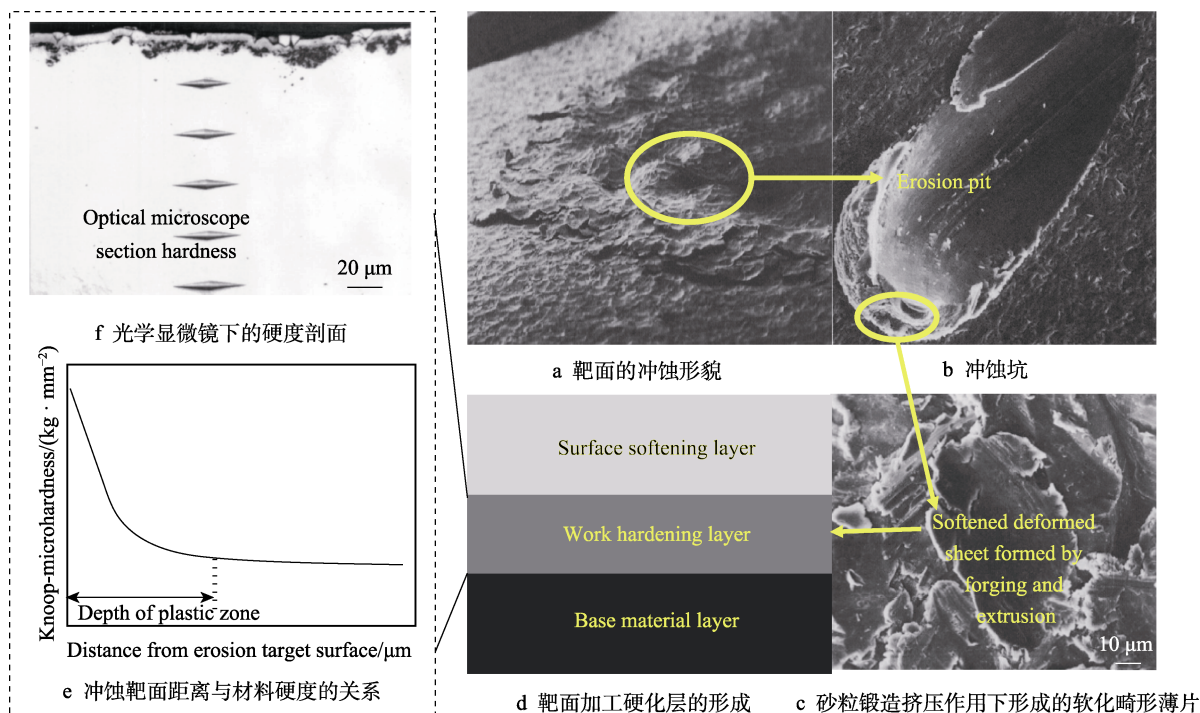 Optical microscope
section hardness
20 μm
f 光学显微镜下的硬度剖面
Knoop-microhardness/(kg · mm⁻²)
Depth of plastic zone
Distance from erosion target surface/μm
e 冲蚀靶面距离与材料硬度的关系
Erosion pit
a 靶面的冲蚀形貌
b 冲蚀坑
Surface softening layer
Work hardening layer
Base material layer
d 靶面加工硬化层的形成
Softened deformed
sheet formed by
forging and
extrusion
10 μm
c 砂粒锻造挤压作用下形成的软化畸形薄片